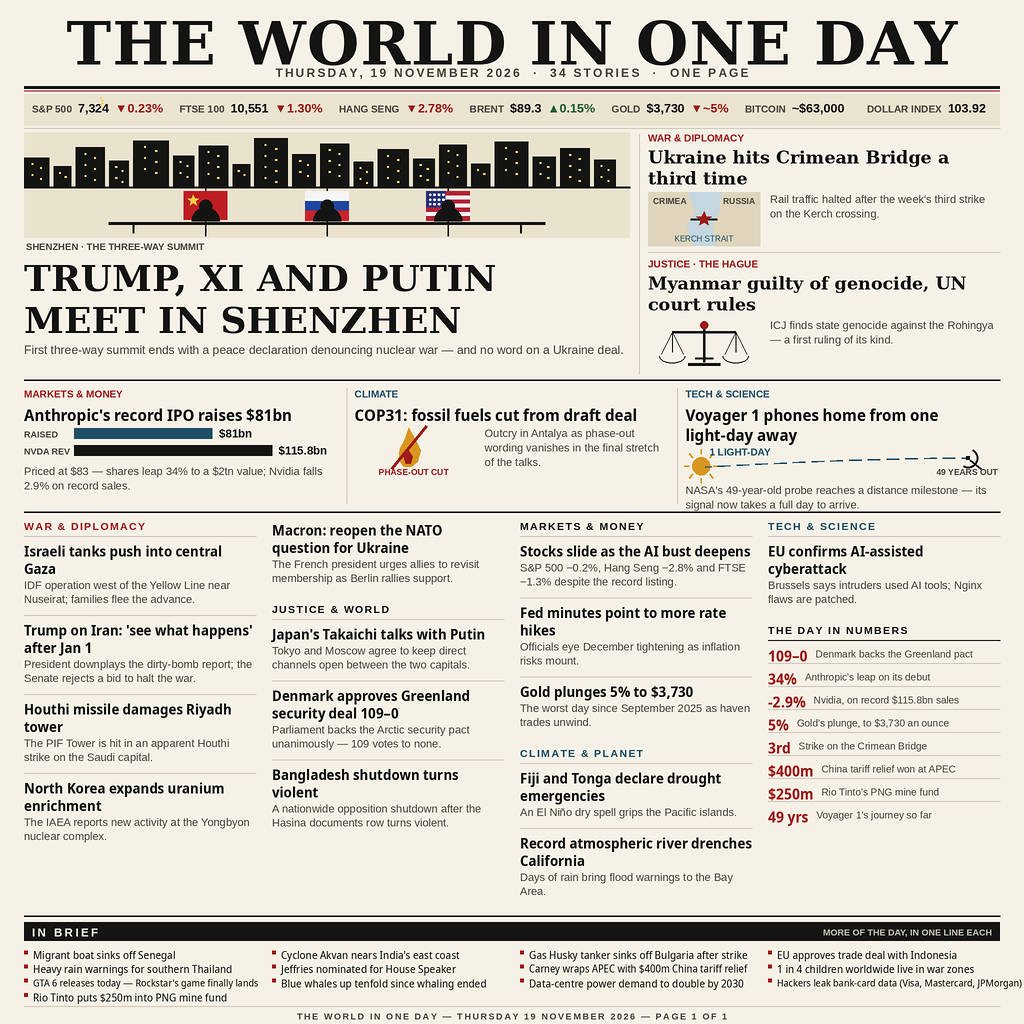 THE WORLD IN ONE DAY
THURSDAY, 19 NOVEMBER 2026 · 34 STORIES · ONE PAGE
S&P 500 7,324 ▼0.23% FTSE 100 10,551 ▼1.30% HANG SENG ▼2.78% BRENT $89.3 ▲0.15% GOLD $3,730 ▼~5% BITCOIN ~$63,000 DOLLAR INDEX 103.92
SHENZHEN · THE THREE-WAY SUMMIT
TRUMP, XI AND PUTIN
MEET IN SHENZHEN
First three-way summit ends with a peace declaration denouncing nuclear war — and no word on a Ukraine deal.
WAR & DIPLOMACY
Ukraine hits Crimean Bridge a
third time
CRIMEA RUSSIA
KERCH STRAIT
Rail traffic halted after the week's third strike
on the Kerch crossing.
JUSTICE · THE HAGUE
Myanmar guilty of genocide, UN
court rules
ICJ finds state genocide against the Rohingya
— a first ruling of its kind.
MARKETS & MONEY
Anthropic's record IPO raises $81bn
RAISED $81bn
NVDA REV $115.8bn
Priced at $83 — shares leap 34% to a $2tn value; Nvidia falls
2.9% on record sales.
CLIMATE
COP31: fossil fuels cut from draft deal
PHASE-OUT CUT
Outcry in Antalya as phase-out
wording vanishes in the final stretch
of the talks.
TECH & SCIENCE
Voyager 1 phones home from one
light-day away
1 LIGHT-DAY
49 YEARS OUT
NASA's 49-year-old probe reaches a distance milestone — its
signal now takes a full day to arrive.
WAR & DIPLOMACY
Israeli tanks push into central
Gaza
IDF operation west of the Yellow Line near
Nuseirat; families flee the advance.
Trump on Iran: 'see what happens'
after Jan 1
President downplays the dirty-bomb report; the
Senate rejects a bid to halt the war.
Houthi missile damages Riyadh
tower
The PIF Tower is hit in an apparent Houthi
strike on the Saudi capital.
North Korea expands uranium
enrichment
The IAEA reports new activity at the Yongbyon
nuclear complex.
Macron: reopen the NATO
question for Ukraine
The French president urges allies to revisit
membership as Berlin rallies support.
JUSTICE & WORLD
Japan's Takaichi talks with Putin
Tokyo and Moscow agree to keep direct
channels open between the two capitals.
Denmark approves Greenland
security deal 109–0
Parliament backs the Arctic security pact
unanimously — 109 votes to none.
Bangladesh shutdown turns
violent
A nationwide opposition shutdown after the
Hasina documents row turns violent.
MARKETS & MONEY
Stocks slide as the AI bust deepens
S&P 500 −0.2%, Hang Seng −2.8% and FTSE
−1.3% despite the record listing.
Fed minutes point to more rate
hikes
Officials eye December tightening as inflation
risks mount.
Gold plunges 5% to $3,730
The worst day since September 2025 as haven
trades unwind.
CLIMATE & PLANET
Fiji and Tonga declare drought
emergencies
An El Niño dry spell grips the Pacific islands.
Record atmospheric river drenches
California
Days of rain bring flood warnings to the Bay
Area.
TECH & SCIENCE
EU confirms AI-assisted
cyberattack
Brussels says intruders used AI tools; Nginx
flaws are patched.
THE DAY IN NUMBERS
109–0 Denmark backs the Greenland pact
34% Anthropic's leap on its debut
-2.9% Nvidia, on record $115.8bn sales
5% Gold's plunge, to $3,730 an ounce
3rd Strike on the Crimean Bridge
$400m China tariff relief won at APEC
$250m Rio Tinto's PNG mine fund
49 yrs Voyager 1's journey so far
IN BRIEF
MORE OF THE DAY, IN ONE LINE EACH
Migrant boat sinks off Senegal
Heavy rain warnings for southern Thailand
GTA 6 releases today — Rockstar's game finally lands
Rio Tinto puts $250m into PNG mine fund
Cyclone Akvan nears India's east coast
Jeffries nominated for House Speaker
Blue whales up tenfold since whaling ended
Gas Husky tanker sinks off Bulgaria after strike
Carney wraps APEC with $400m China tariff relief
Data-centre power demand to double by 2030
EU approves trade deal with Indonesia
1 in 4 children worldwide live in war zones
Hackers leak bank-card data (Visa, Mastercard, JPMorgan)
THE WORLD IN ONE DAY — THURSDAY 19 NOVEMBER 2026 — PAGE 1 OF 1